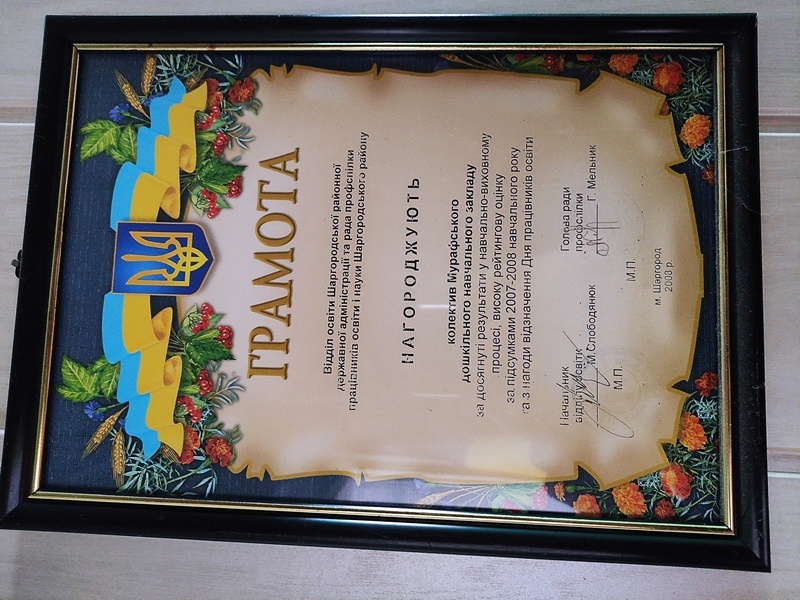 ГРАМОТА
Відділ освіти Шаргородської районної
державної адміністрації та рада профспілки
працівників освіти і науки Шаргородського району
НАГОРОДЖУЮТЬ
колектив Мурафського
дошкільного навчального закладу
за досягнуті результати у навчально-виховному
процесі, високу рейтингову оцінку
за підсумками 2007-2008 навчального року
та з нагоди відзначення Дня працівників освіти
Начальник
відділу освіти
М.Слободянюк
М.П.
Голова ради
профспілки
Г. Мельник
М.П.
м. Шаргород
2008 р.